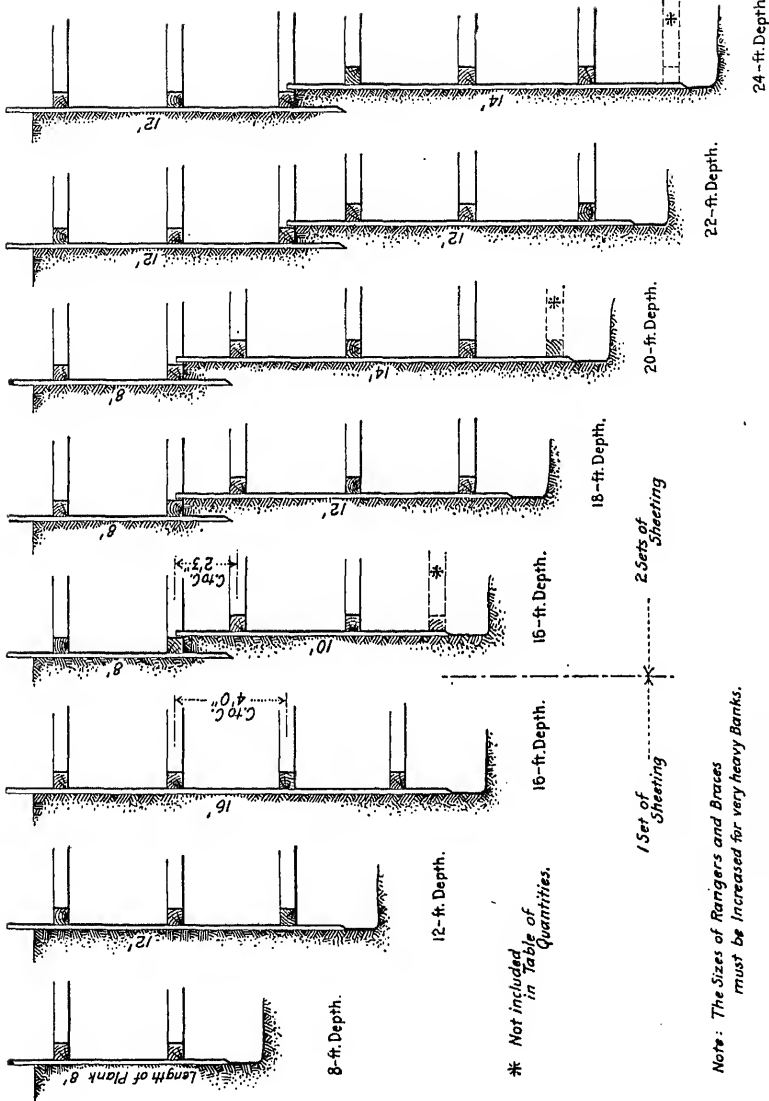 Length of Plank 8'
8-ft. Depth.
12'
12-ft. Depth.
16'
C. to C. 4'0"
16-ft. Depth.
8'
C. to C. 2'3"
10'
*
16-ft. Depth.
8'
12'
18-ft. Depth.
8'
14'
*
20-ft. Depth.
12'
12'
22-ft. Depth.
12'
14'
*
24-ft. Depth.
* Not included
in Table of
Quantities.
1 Set of
Sheeting
2 Sets of
Sheeting
Note: The Sizes of Rangers and Braces
must be Increased for very heavy Banks.